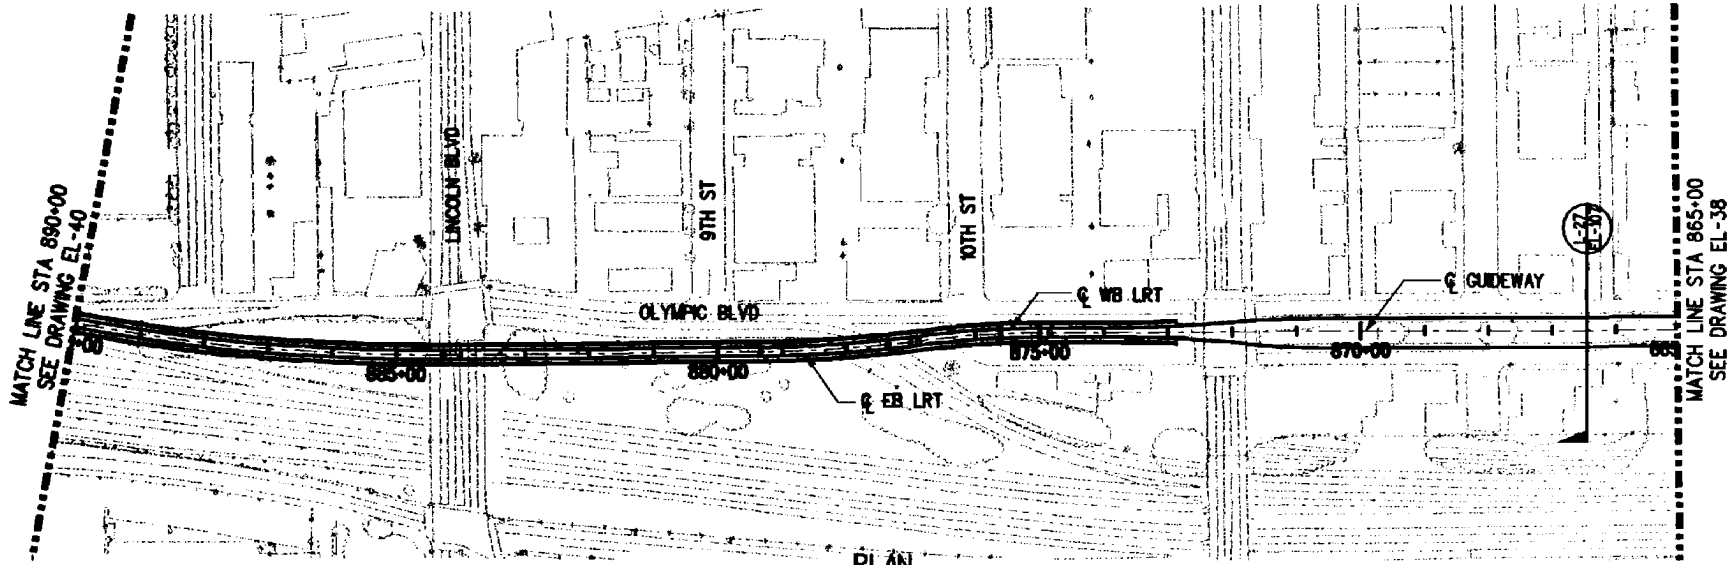 MATCH LINE STA 890+00
SEE DRAWING EL-40
LINCOLN BLVD
9TH ST
10TH ST
OLYMPIC BLVD
℄ WB LRT
℄ GUIDEWAY
℄ EB LRT
885+00
880+00
875+00
870+00
MATCH LINE STA 865+00
SEE DRAWING EL-38
PLAN